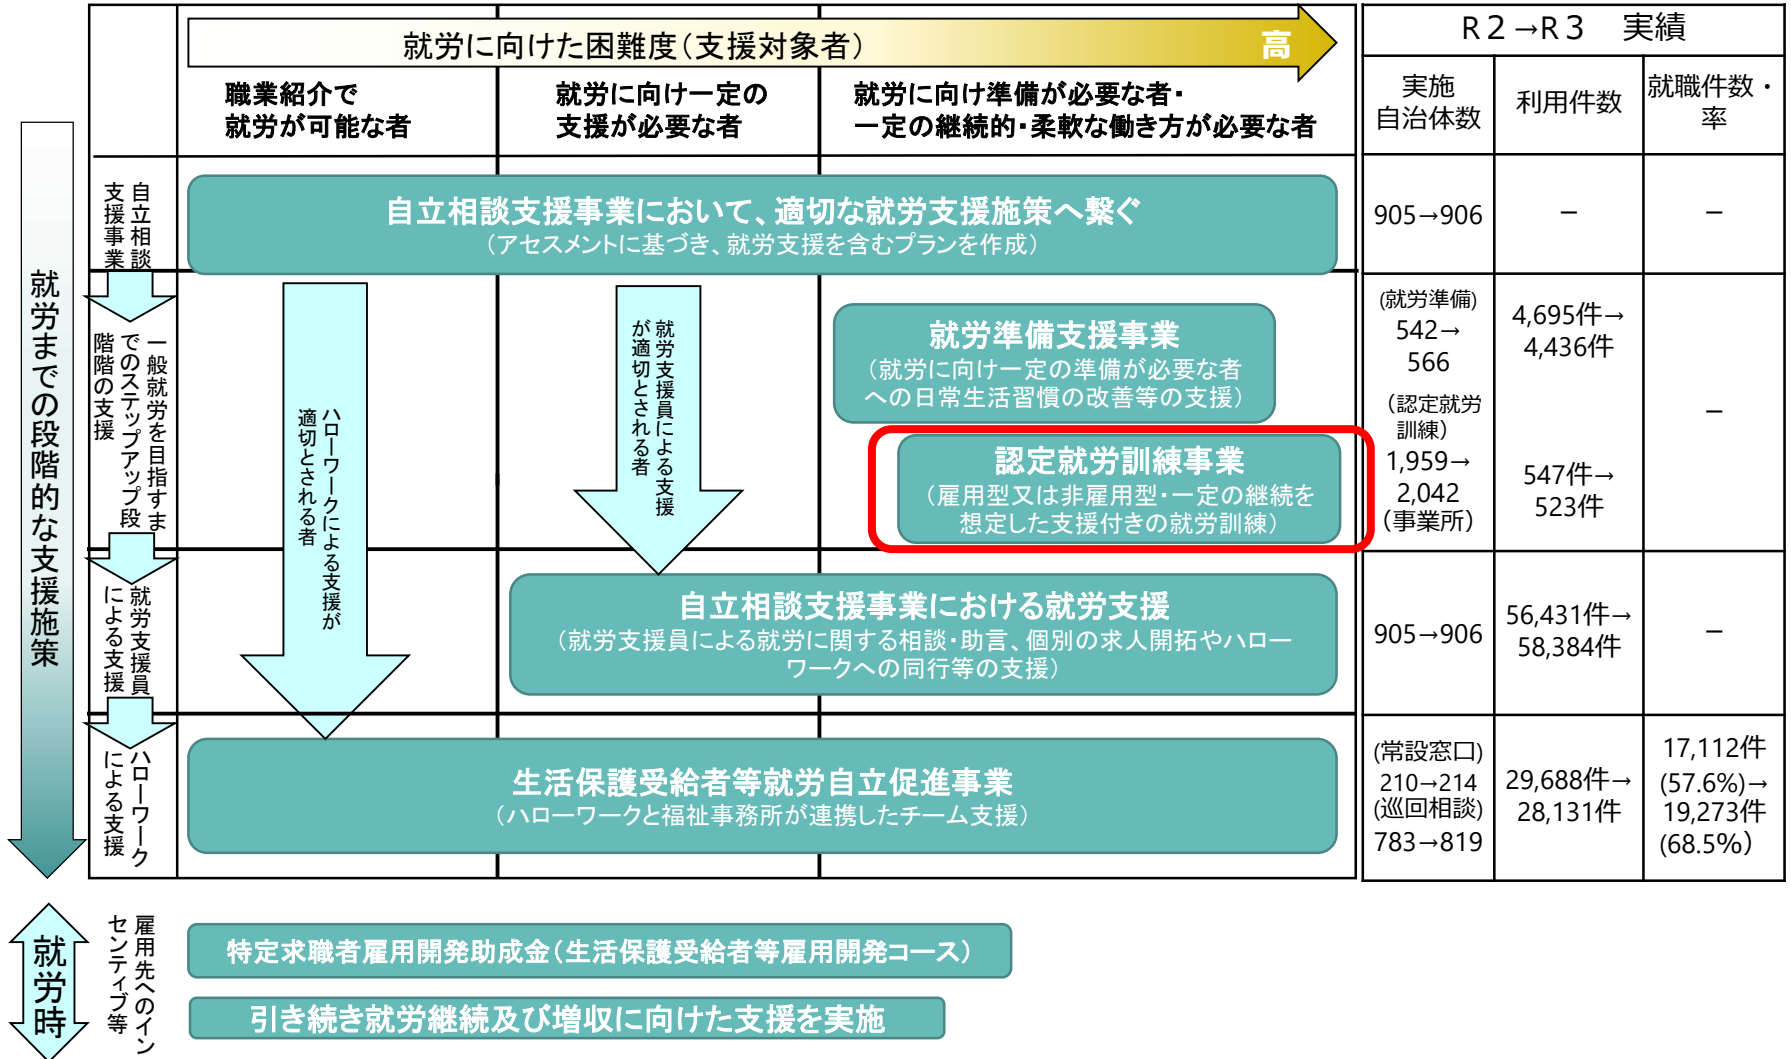 就労に向けた困難度（支援対象者）
高
職業紹介で
就労が可能な者
就労に向け一定の
支援が必要な者
就労に向け準備が必要な者・
一定の継続的・柔軟な働き方が必要な者
R２→R３　実績
実施
自治体数
利用件数
就職件数・
率
就労までの段階的な支援施策
自立相談
支援事業
自立相談支援事業において、適切な就労支援施策へ繋ぐ
（アセスメントに基づき、就労支援を含むプランを作成）
905→906
－
－
一般就労を目指すま
でのステップアップ段
階階の支援
ハローワークによる支援が
適切とされる者
就労支援員による支援
が適切とされる者
就労準備支援事業
（就労に向け一定の準備が必要な者
への日常生活習慣の改善等の支援）
認定就労訓練事業
（雇用型又は非雇用型・一定の継続を
想定した支援付きの就労訓練）
(就労準備)
542→
566
（認定就労
訓練）
1,959→
2,042
（事業所）
4,695件→
4,436件
547件→
523件
－
就労支援員
による支援
自立相談支援事業における就労支援
（就労支援員による就労に関する相談・助言、個別の求人開拓やハロー
ワークへの同行等の支援）
905→906
56,431件→
58,384件
－
ハローワーク
による支援
生活保護受給者等就労自立促進事業
（ハローワークと福祉事務所が連携したチーム支援）
(常設窓口)
210→214
(巡回相談)
783→819
29,688件→
28,131件
17,112件
(57.6%)→
19,273件
(68.5%）
就労時
雇用先へのイン
センティブ等
特定求職者雇用開発助成金（生活保護受給者等雇用開発コース）
引き続き就労継続及び増収に向けた支援を実施